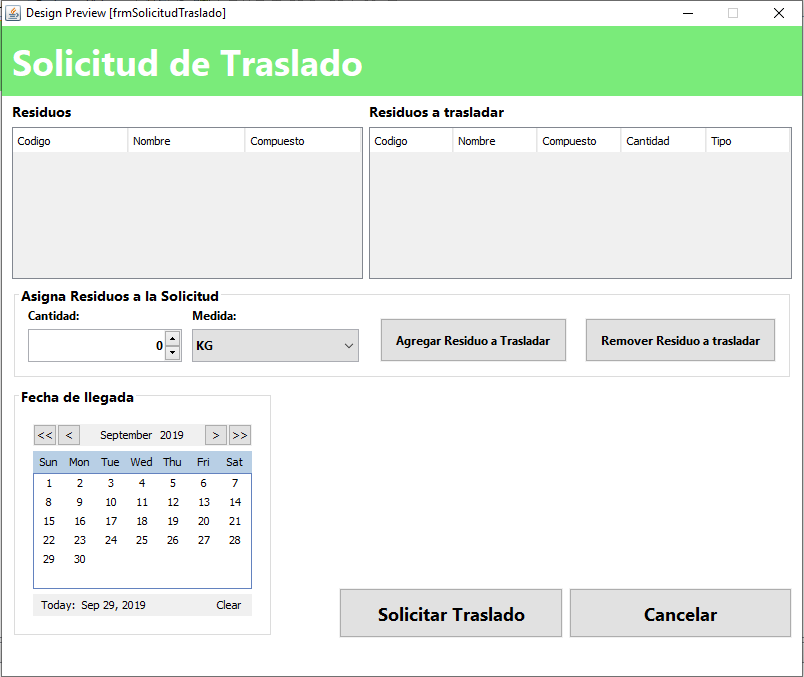 Design Preview [frmSolicitudTraslado]
Solicitud de Traslado
Residuos
Residuos a trasladar
Codigo Nombre Compuesto
Codigo Nombre Compuesto Cantidad Tipo
Asigna Residuos a la Solicitud
Cantidad: Medida:
0 KG Agregar Residuo a Trasladar Remover Residuo a trasladar
Fecha de llegada
<< < September 2019 > >>
Sun Mon Tue Wed Thu Fri Sat
1 2 3 4 5 6 7
8 9 10 11 12 13 14
15 16 17 18 19 20 21
22 23 24 25 26 27 28
29 30
Today: Sep 29, 2019 Clear
Solicitar Traslado Cancelar